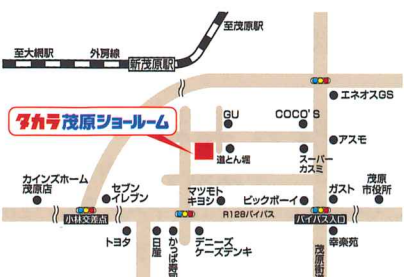 至茂原駅
至大網駅
外房線
新茂原駅
エネオスGS
タカラ茂原ショールーム
GU
COCO'S
アスモ
道とん堀
スーパー
カスミ
カインズホーム
茂原店
セブン
イレブン
マツモト
キヨシ
ビックボーイ
ガスト
茂原
市役所
小林交差点
R128バイパス
バイパス入口
トヨタ
日産
かっぱ寿司
デニーズ
ケーズデンキ
幸楽苑